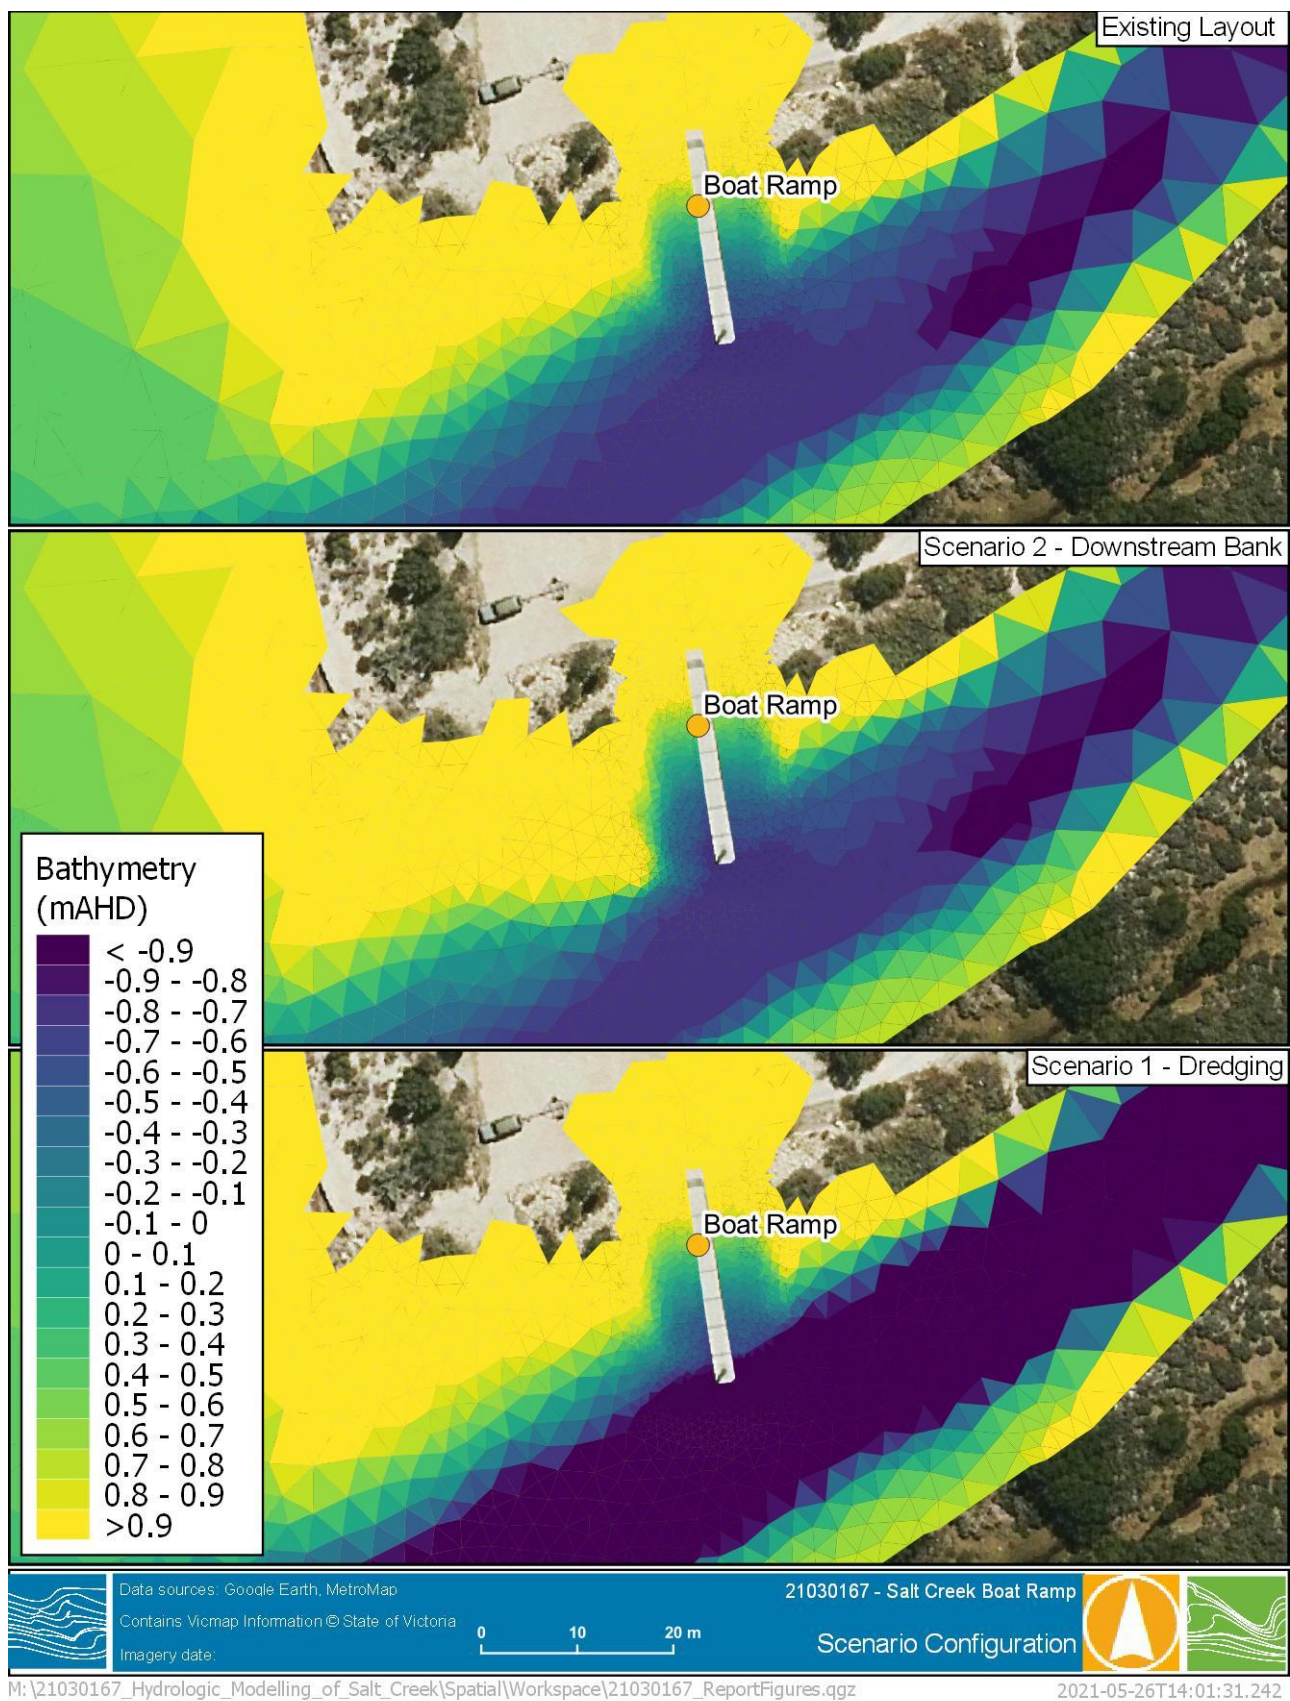 Existing Layout
Boat Ramp
Scenario 2 - Downstream Bank
Boat Ramp
Bathymetry
(mAHD)
< -0.9
-0.9 - -0.8
-0.8 - -0.7
-0.7 - -0.6
-0.6 - -0.5
-0.5 - -0.4
-0.4 - -0.3
-0.3 - -0.2
-0.2 - -0.1
-0.1 - 0
0 - 0.1
0.1 - 0.2
0.2 - 0.3
0.3 - 0.4
0.4 - 0.5
0.5 - 0.6
0.6 - 0.7
0.7 - 0.8
0.8 - 0.9
>0.9
Scenario 1 - Dredging
Boat Ramp
Data sources: Google Earth, MetroMap
Contains Vicmap Information © State of Victoria
Imagery date:
0 10 20 m
21030167 - Salt Creek Boat Ramp
Scenario Configuration
M:\21030167_Hydrologic_Modelling_of_Salt_Creek\Spatial\Workspace\21030167_ReportFigures.qgz
2021-05-26T14:01:31.242